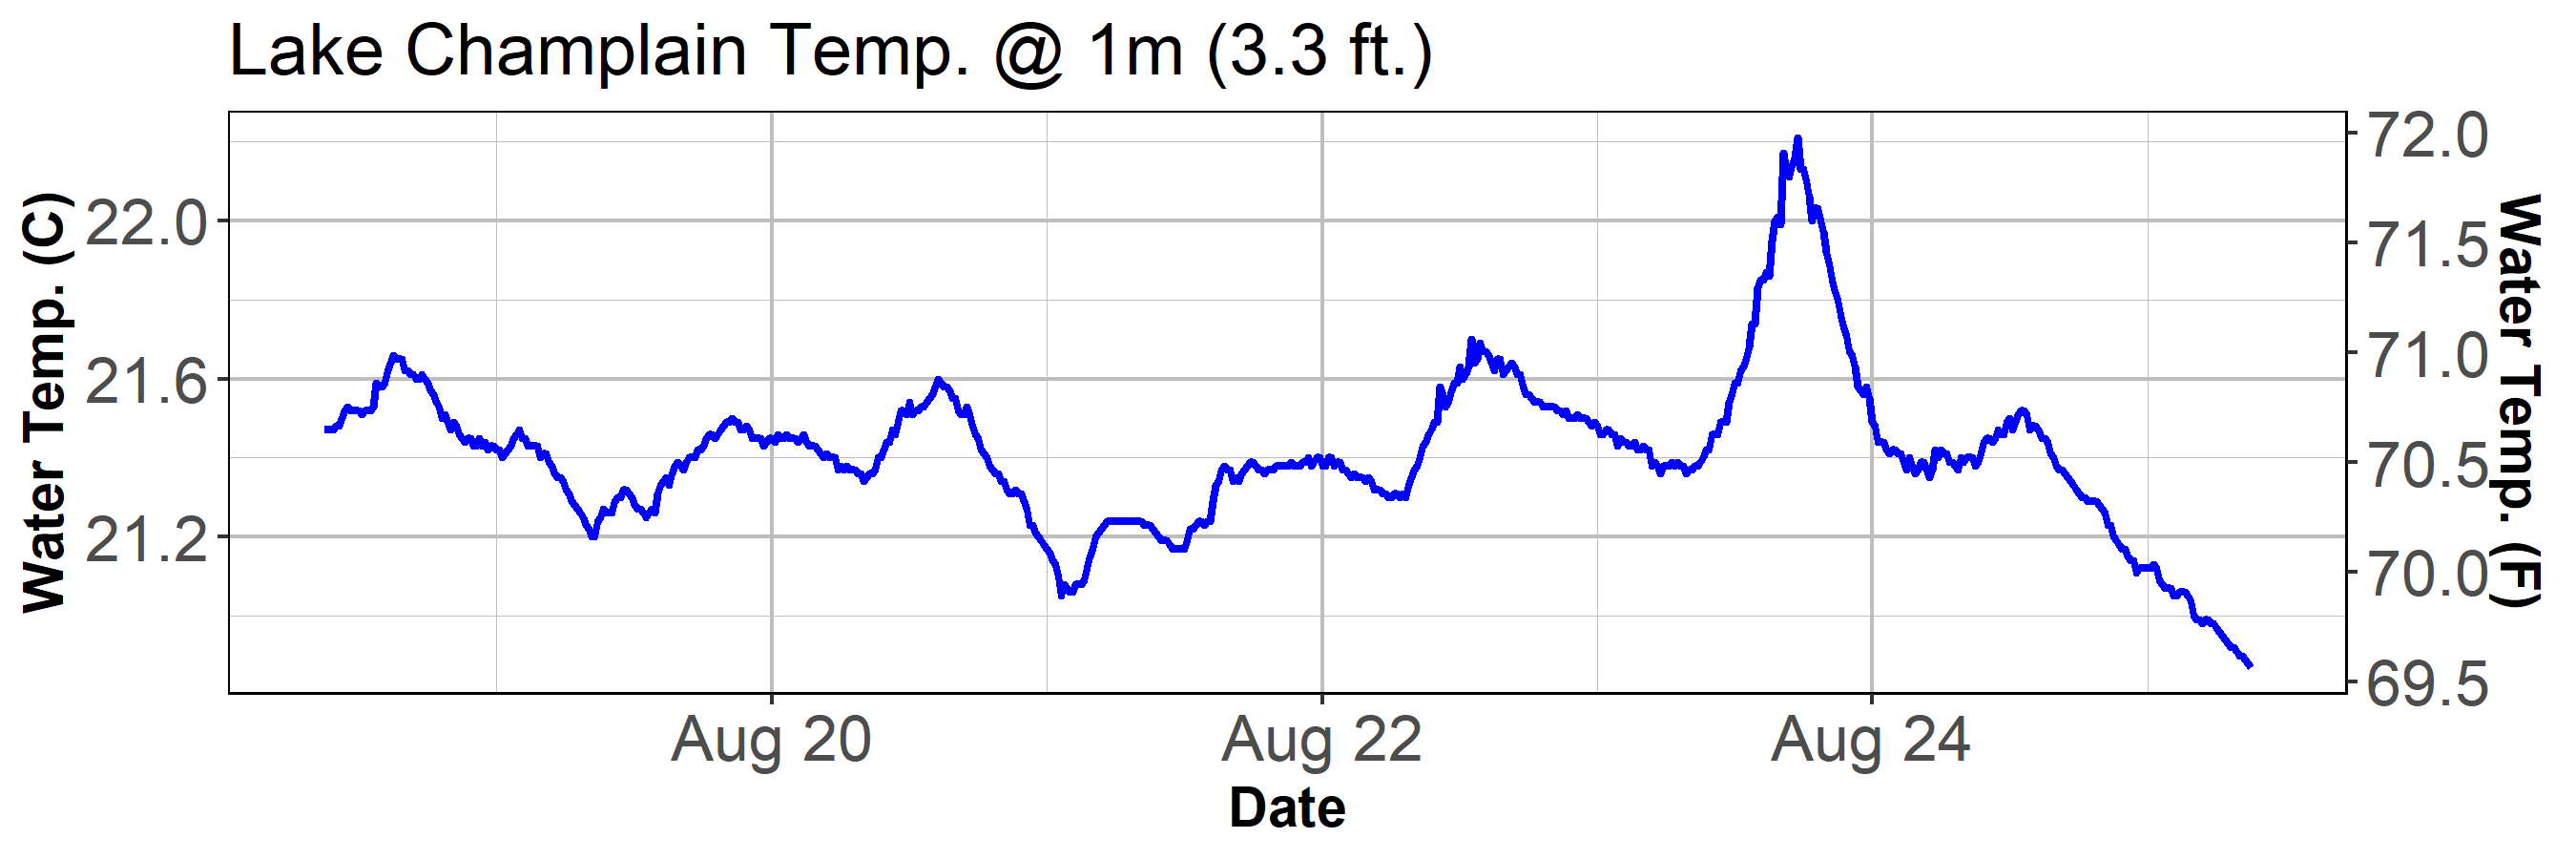 Lake Champlain Temp. @ 1m (3.3 ft.)
Water Temp. (C)
22.0
21.6
21.2
72.0
71.5
71.0
70.5
70.0
69.5
Water Temp. (F)
Aug 20
Aug 22
Aug 24
Date